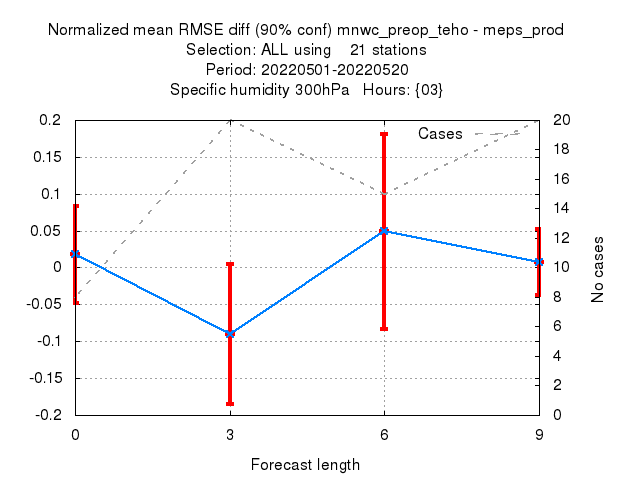 Normalized mean RMSE diff (90% conf) mnwc_preop_teho - meps_prod
Selection: ALL using    21 stations
Period: 20220501-20220520
Specific humidity 300hPa   Hours: {03}
0.2
0.15
0.1
0.05
0
-0.05
-0.1
-0.15
-0.2
Cases
20
18
16
14
12
10
8
6
4
2
0
No cases
0 3 6 9
Forecast length